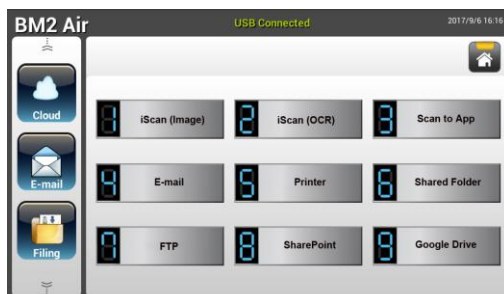 BM2 Air USB Connected 2017/9/6 16:16
Cloud
E-mail
Filing
1 iScan (Image)
2 iScan (OCR)
3 Scan to App
4 E-mail
5 Printer
6 Shared Folder
7 FTP
8 SharePoint
9 Google Drive